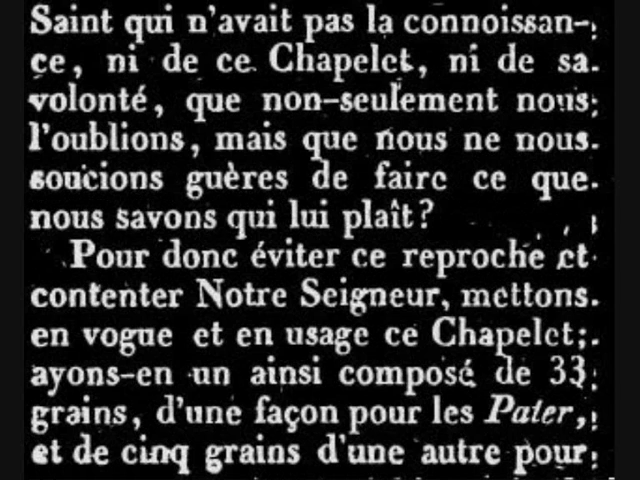 Saint qui n'avait pas la connoissan-
ce, ni de ce Chapelet, ni de sa
volonté, que non-seulement nous
l'oublions, mais que nous ne nous
soucions guères de faire ce que
nous savons qui lui plaît?
Pour donc éviter ce reproche et
contenter Notre Seigneur, mettons
en vogue et en usage ce Chapelet;
ayons-en un ainsi composé de 33
grains, d'une façon pour les Pater,
et de cinq grains d'une autre pour